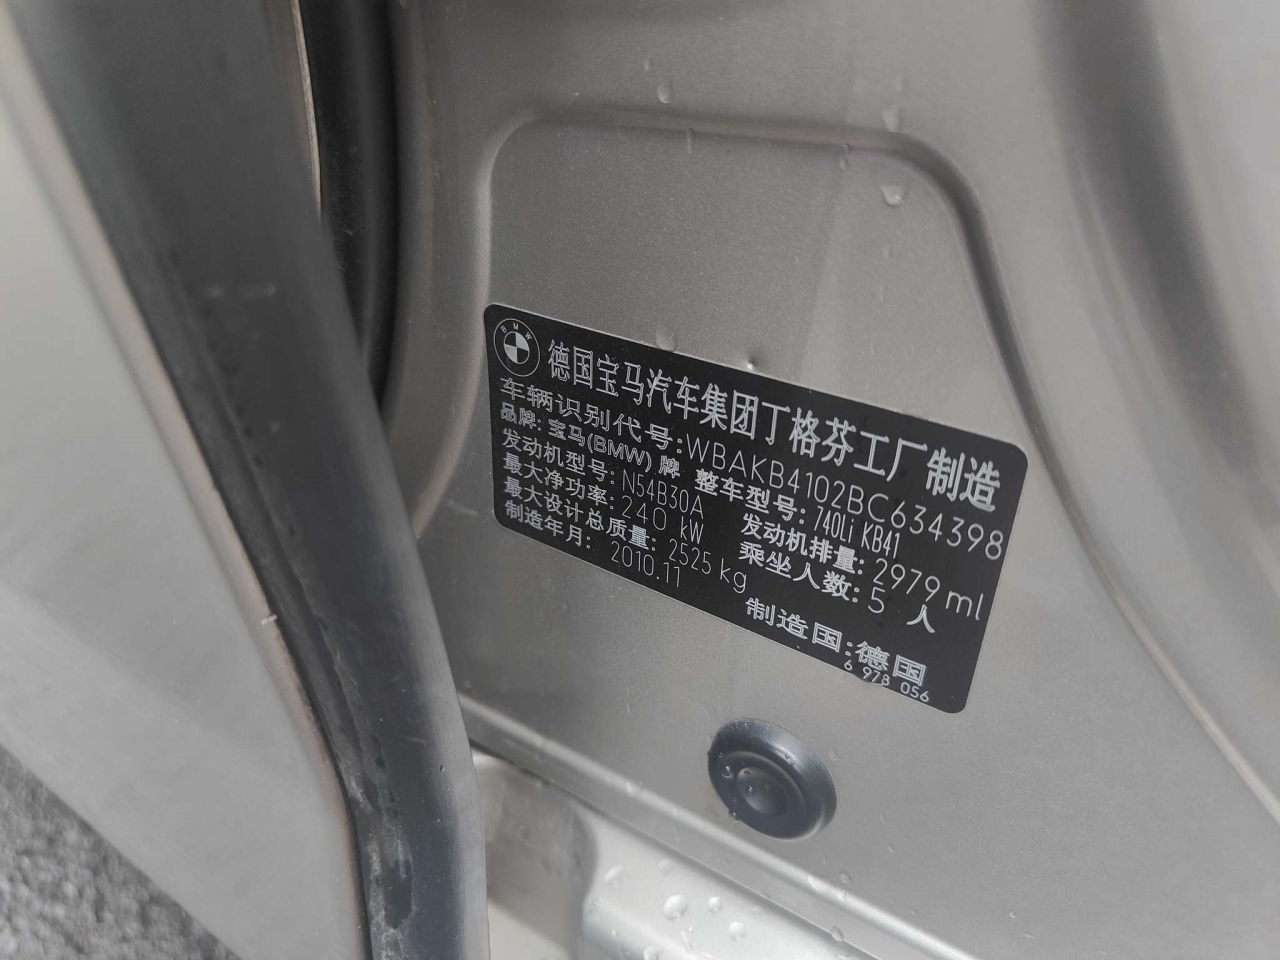 BMW
德国宝马汽车集团丁格芬工厂制造
车辆识别代号:WBAKB4102BC634398
品牌:宝马(BMW)牌 整车型号:740Li KB41
发动机型号:N54B30A 发动机排量:2979ml
最大净功率:240 kW 乘坐人数:5 人
最大设计总质量:2525 kg
制造年月:2010.11
制造国:德国
6 978 056